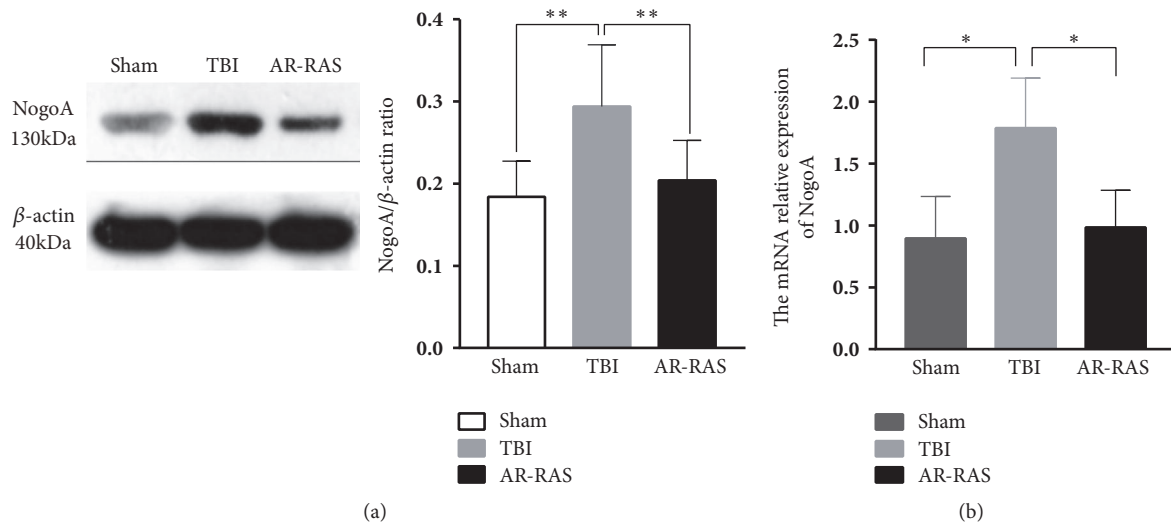 Sham TBI AR-RAS
NogoA
130kDa
β-actin
40kDa
NogoA/β-actin ratio
0.4
0.3
0.2
0.1
0.0
** **
Sham TBI AR-RAS
Sham
TBI
AR-RAS
(a)
The mRNA relative expression
of NogoA
2.5
2.0
1.5
1.0
0.5
0.0
* *
Sham TBI AR-RAS
Sham
TBI
AR-RAS
(b)